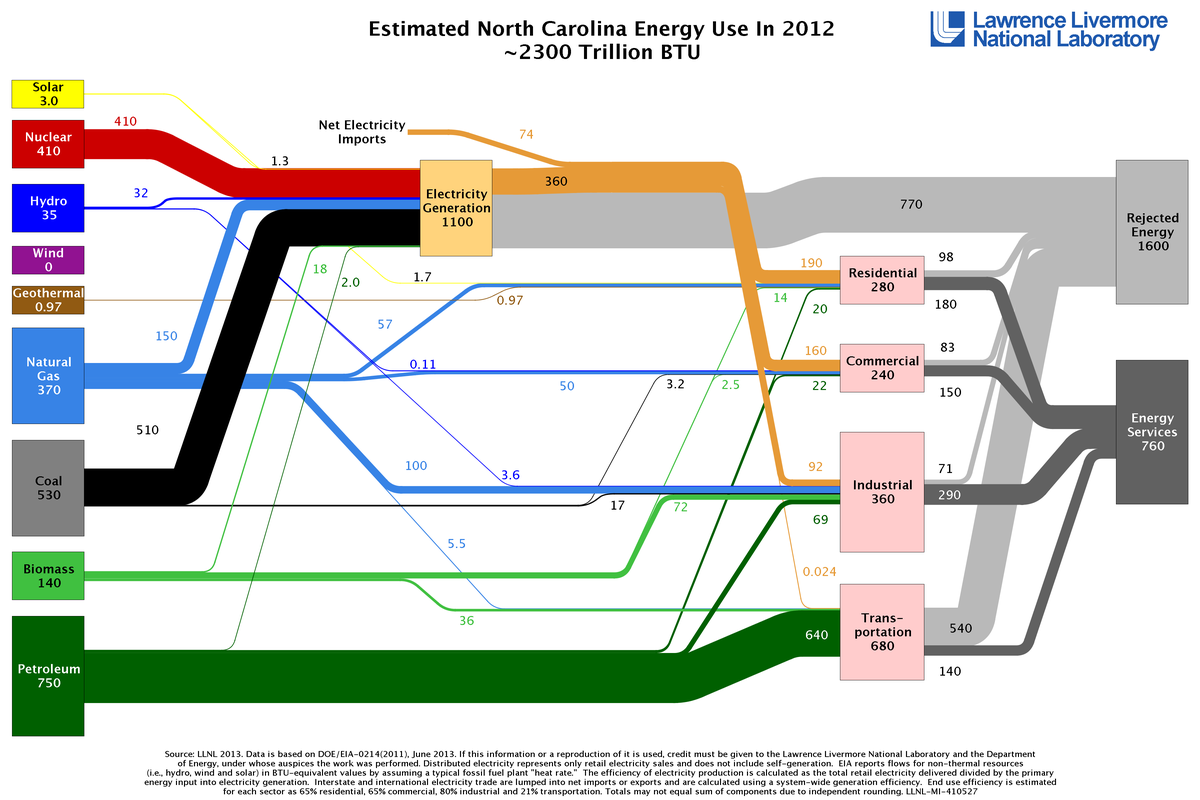 Estimated North Carolina Energy Use In 2012
~2300 Trillion BTU
Lawrence Livermore
National Laboratory
Solar
3.0
Nuclear
410
Hydro
35
Wind
0
Geothermal
0.97
Natural
Gas
370
Coal
530
Biomass
140
Petroleum
750
410
32
150
510
1.3
18
2.0
Net Electricity
Imports
74
Electricity
Generation
1100
360
770
1.7
0.97
57
0.11
50
3.2
2.5
14
100
3.6
17
72
5.5
36
190
20
160
22
92
69
0.024
640
Residential
280
Commercial
240
Industrial
360
Trans-
portation
680
98
180
83
150
71
290
540
140
Rejected
Energy
1600
Energy
Services
760
Source: LLNL 2013. Data is based on DOE/EIA-0214(2011), June 2013. If this information or a reproduction of it is used, credit must be given to the Lawrence Livermore National Laboratory and the Department
of Energy, under whose auspices the work was performed. Distributed electricity represents only retail electricity sales and does not include self-generation. EIA reports flows for non-thermal resources
(i.e., hydro, wind and solar) in BTU-equivalent values by assuming a typical fossil fuel plant "heat rate." The efficiency of electricity production is calculated as the total retail electricity delivered divided by the primary
energy input into electricity generation. Interstate and international electricity trade are lumped into net imports or exports and are calculated using a system-wide generation efficiency. End use efficiency is estimated
for each sector as 65% residential, 65% commercial, 80% industrial and 21% transportation. Totals may not equal sum of components due to independent rounding. LLNL-MI-410527